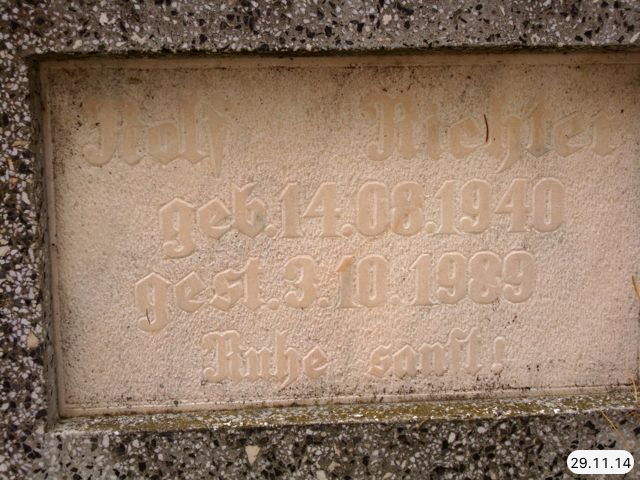 Rolf Richter
geb.14.08.1940
gest.3.10.1989
Ruhe sanft!
29.11.14